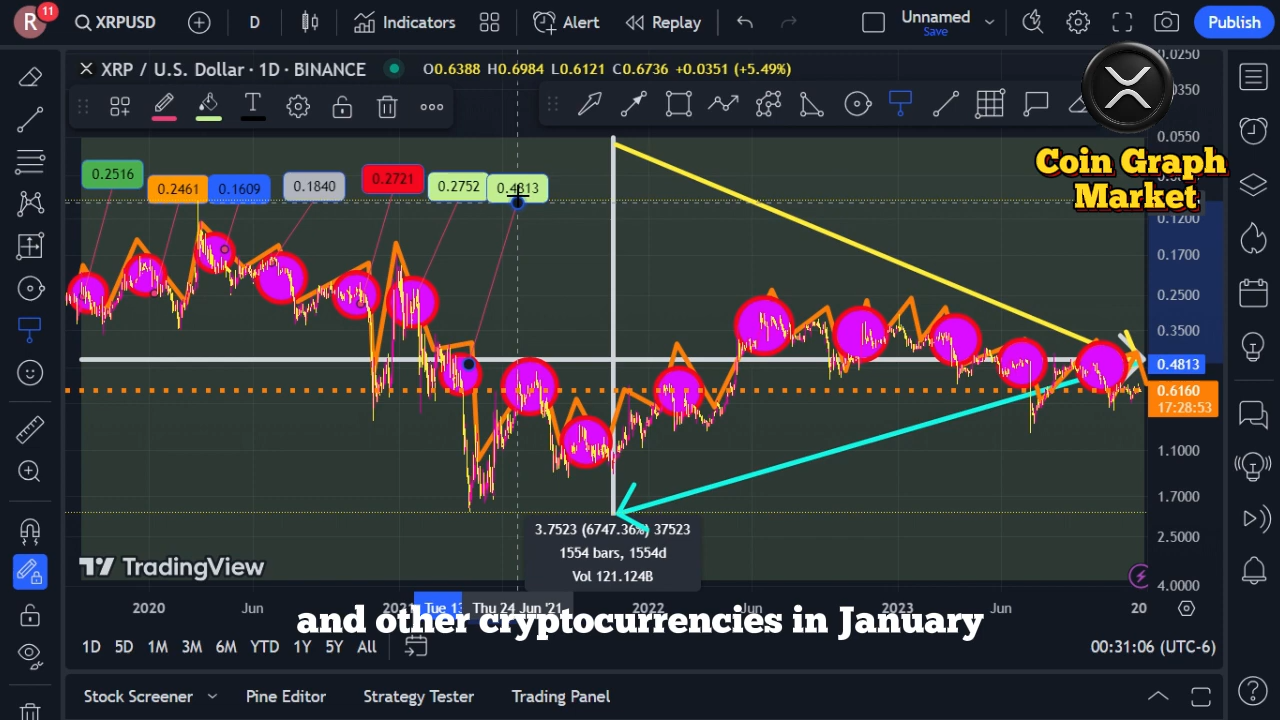 R 11 XRPUSD D Indicators Alert Replay Unnamed Save Publish
XRP / U.S. Dollar · 1D · BINANCE O0.6388 H0.6984 L0.6121 C0.6736 +0.0351 (+5.49%)
T
Coin Graph
Market
0.2516
0.2461
0.1609
0.1840
0.2721
0.2752
0.4813
0.0250
0.0550
0.1200
0.1700
0.2500
0.3500
0.4813
0.6160
17:28:53
1.1000
1.7000
2.5000
4.0000
3.7523 (6747.36%) 37523
1554 bars, 1554d
Vol 121.124B
TradingView
2020 Jun Thu 24 Jun '21 2022 Jun 2023 Jun 20
and other cryptocurrencies in January
1D 5D 1M 3M 6M YTD 1Y 5Y All 00:31:06 (UTC-6)
Stock Screener Pine Editor Strategy Tester Trading Panel